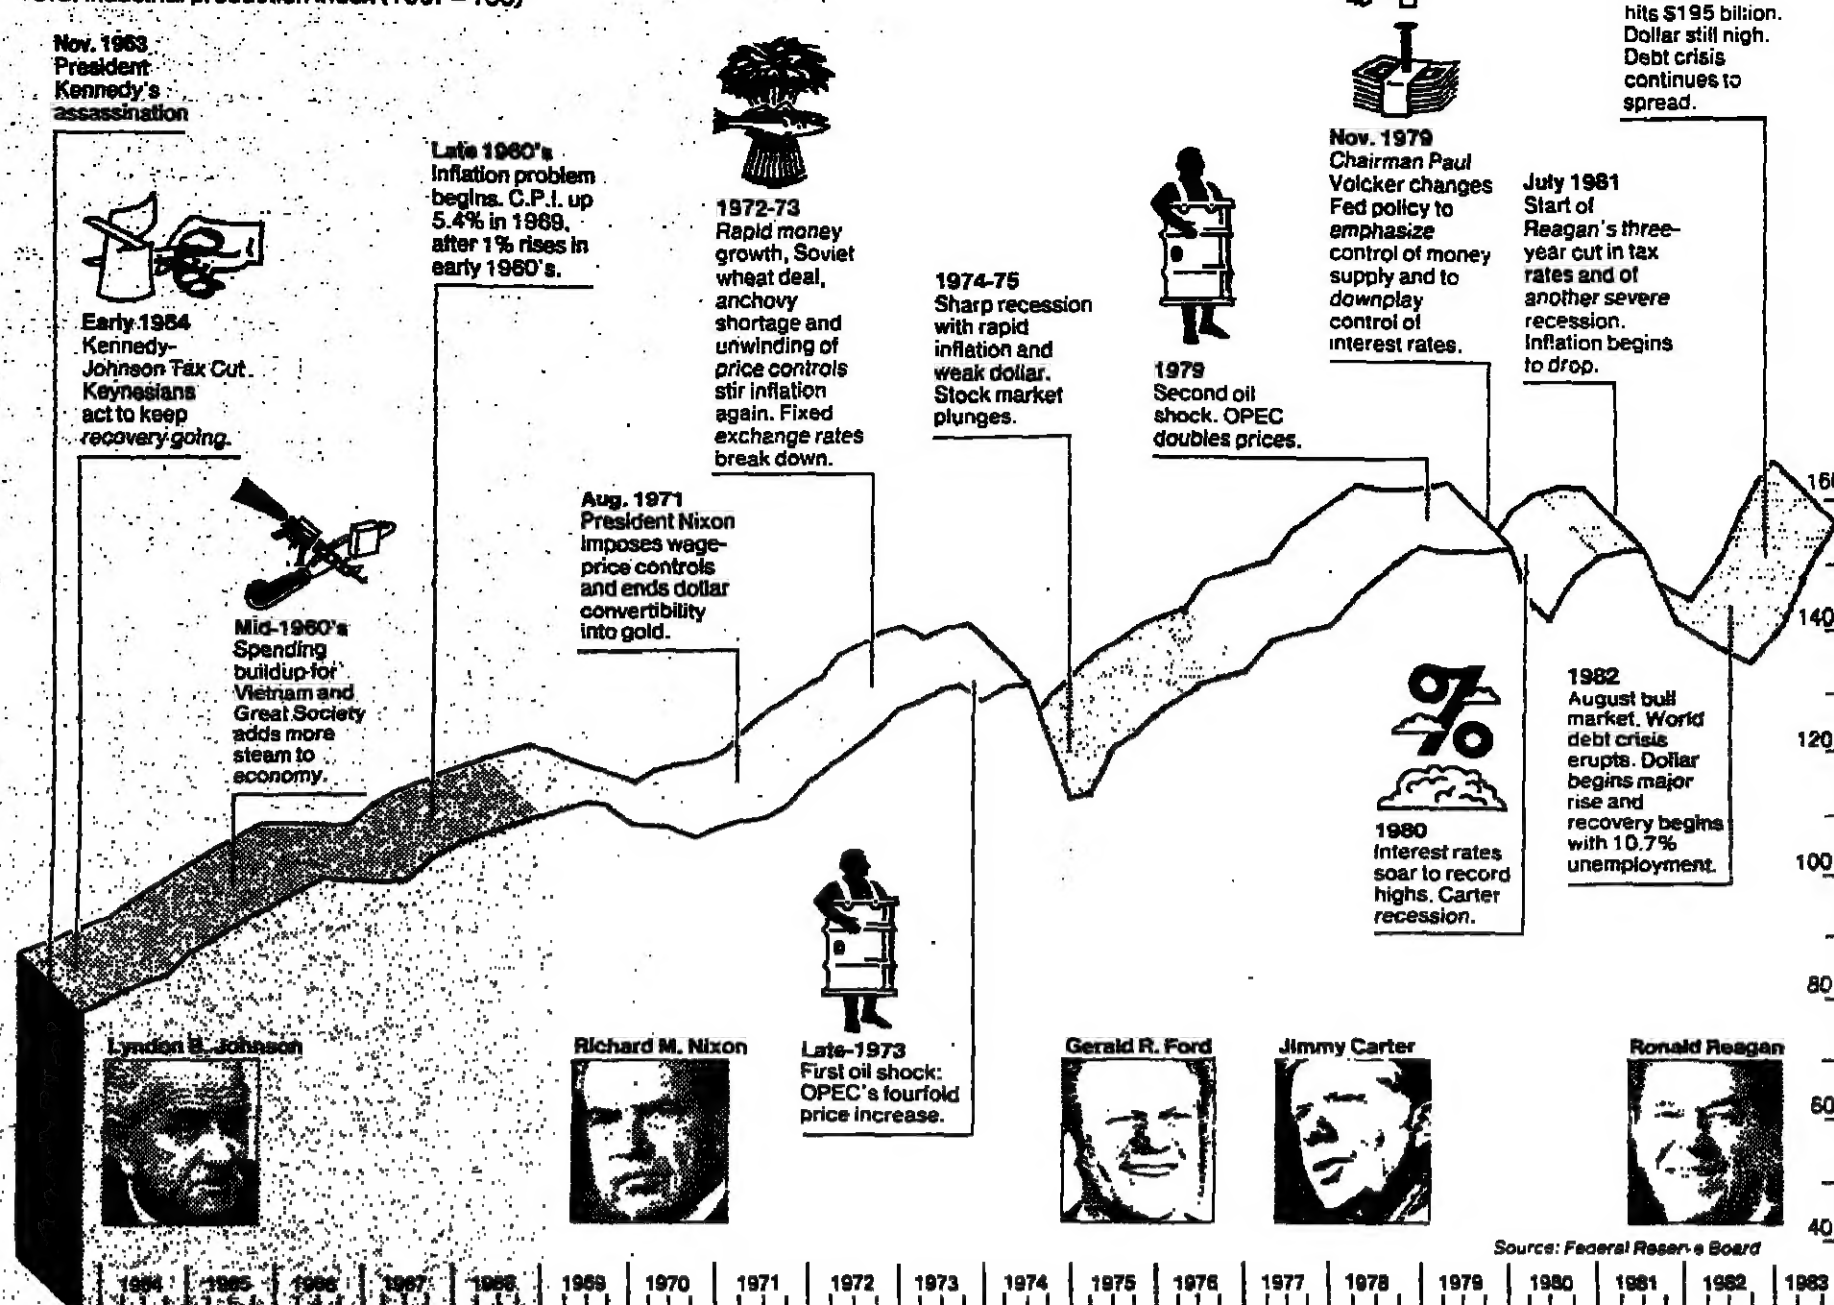 Total industrial production index (1967 = 100)
Nov. 1963
President
Kennedy's
assassination
Early 1964
Kennedy-
Johnson Tax Cut
Keynesians
act to keep
recovery going.
Mid-1960's
Spending
buildup for
Vietnam and
Great Society
adds more
steam to
economy.
Late 1960's
Inflation problem
begins. C.P.I. up
5.4% in 1969,
after 1% rises in
early 1960's.
Aug. 1971
President Nixon
imposes wage-
price controls
and ends dollar
convertibility
into gold.
1972-73
Rapid money
growth, Soviet
wheat deal,
anchovy
shortage and
unwinding of
price controls
stir inflation
again. Fixed
exchange rates
break down.
Late-1973
First oil shock:
OPEC's fourfold
price increase.
1974-75
Sharp recession
with rapid
inflation and
weak dollar.
Stock market
plunges.
1979
Second oil
shock. OPEC
doubles prices.
Nov. 1979
Chairman Paul
Volcker changes
Fed policy to
emphasize
control of money
supply and to
downplay
control of
interest rates.
1980
Interest rates
soar to record
highs. Carter
recession.
July 1981
Start of
Reagan's three-
year cut in tax
rates and of
another severe
recession.
Inflation begins
to drop.
1982
August bull
market. World
debt crisis
erupts. Dollar
begins major
rise and
recovery begins
with 10.7%
unemployment.
hits $195 billion.
Dollar still high.
Debt crisis
continues to
spread.
160
140
120
100
80
60
40
Lyndon B. Johnson
Richard M. Nixon
Gerald R. Ford
Jimmy Carter
Ronald Reagan
Source: Federal Reserve Board
1964 1965 1966 1967 1968 1969 1970 1971 1972 1973 1974 1975 1976 1977 1978 1979 1980 1981 1982 1983